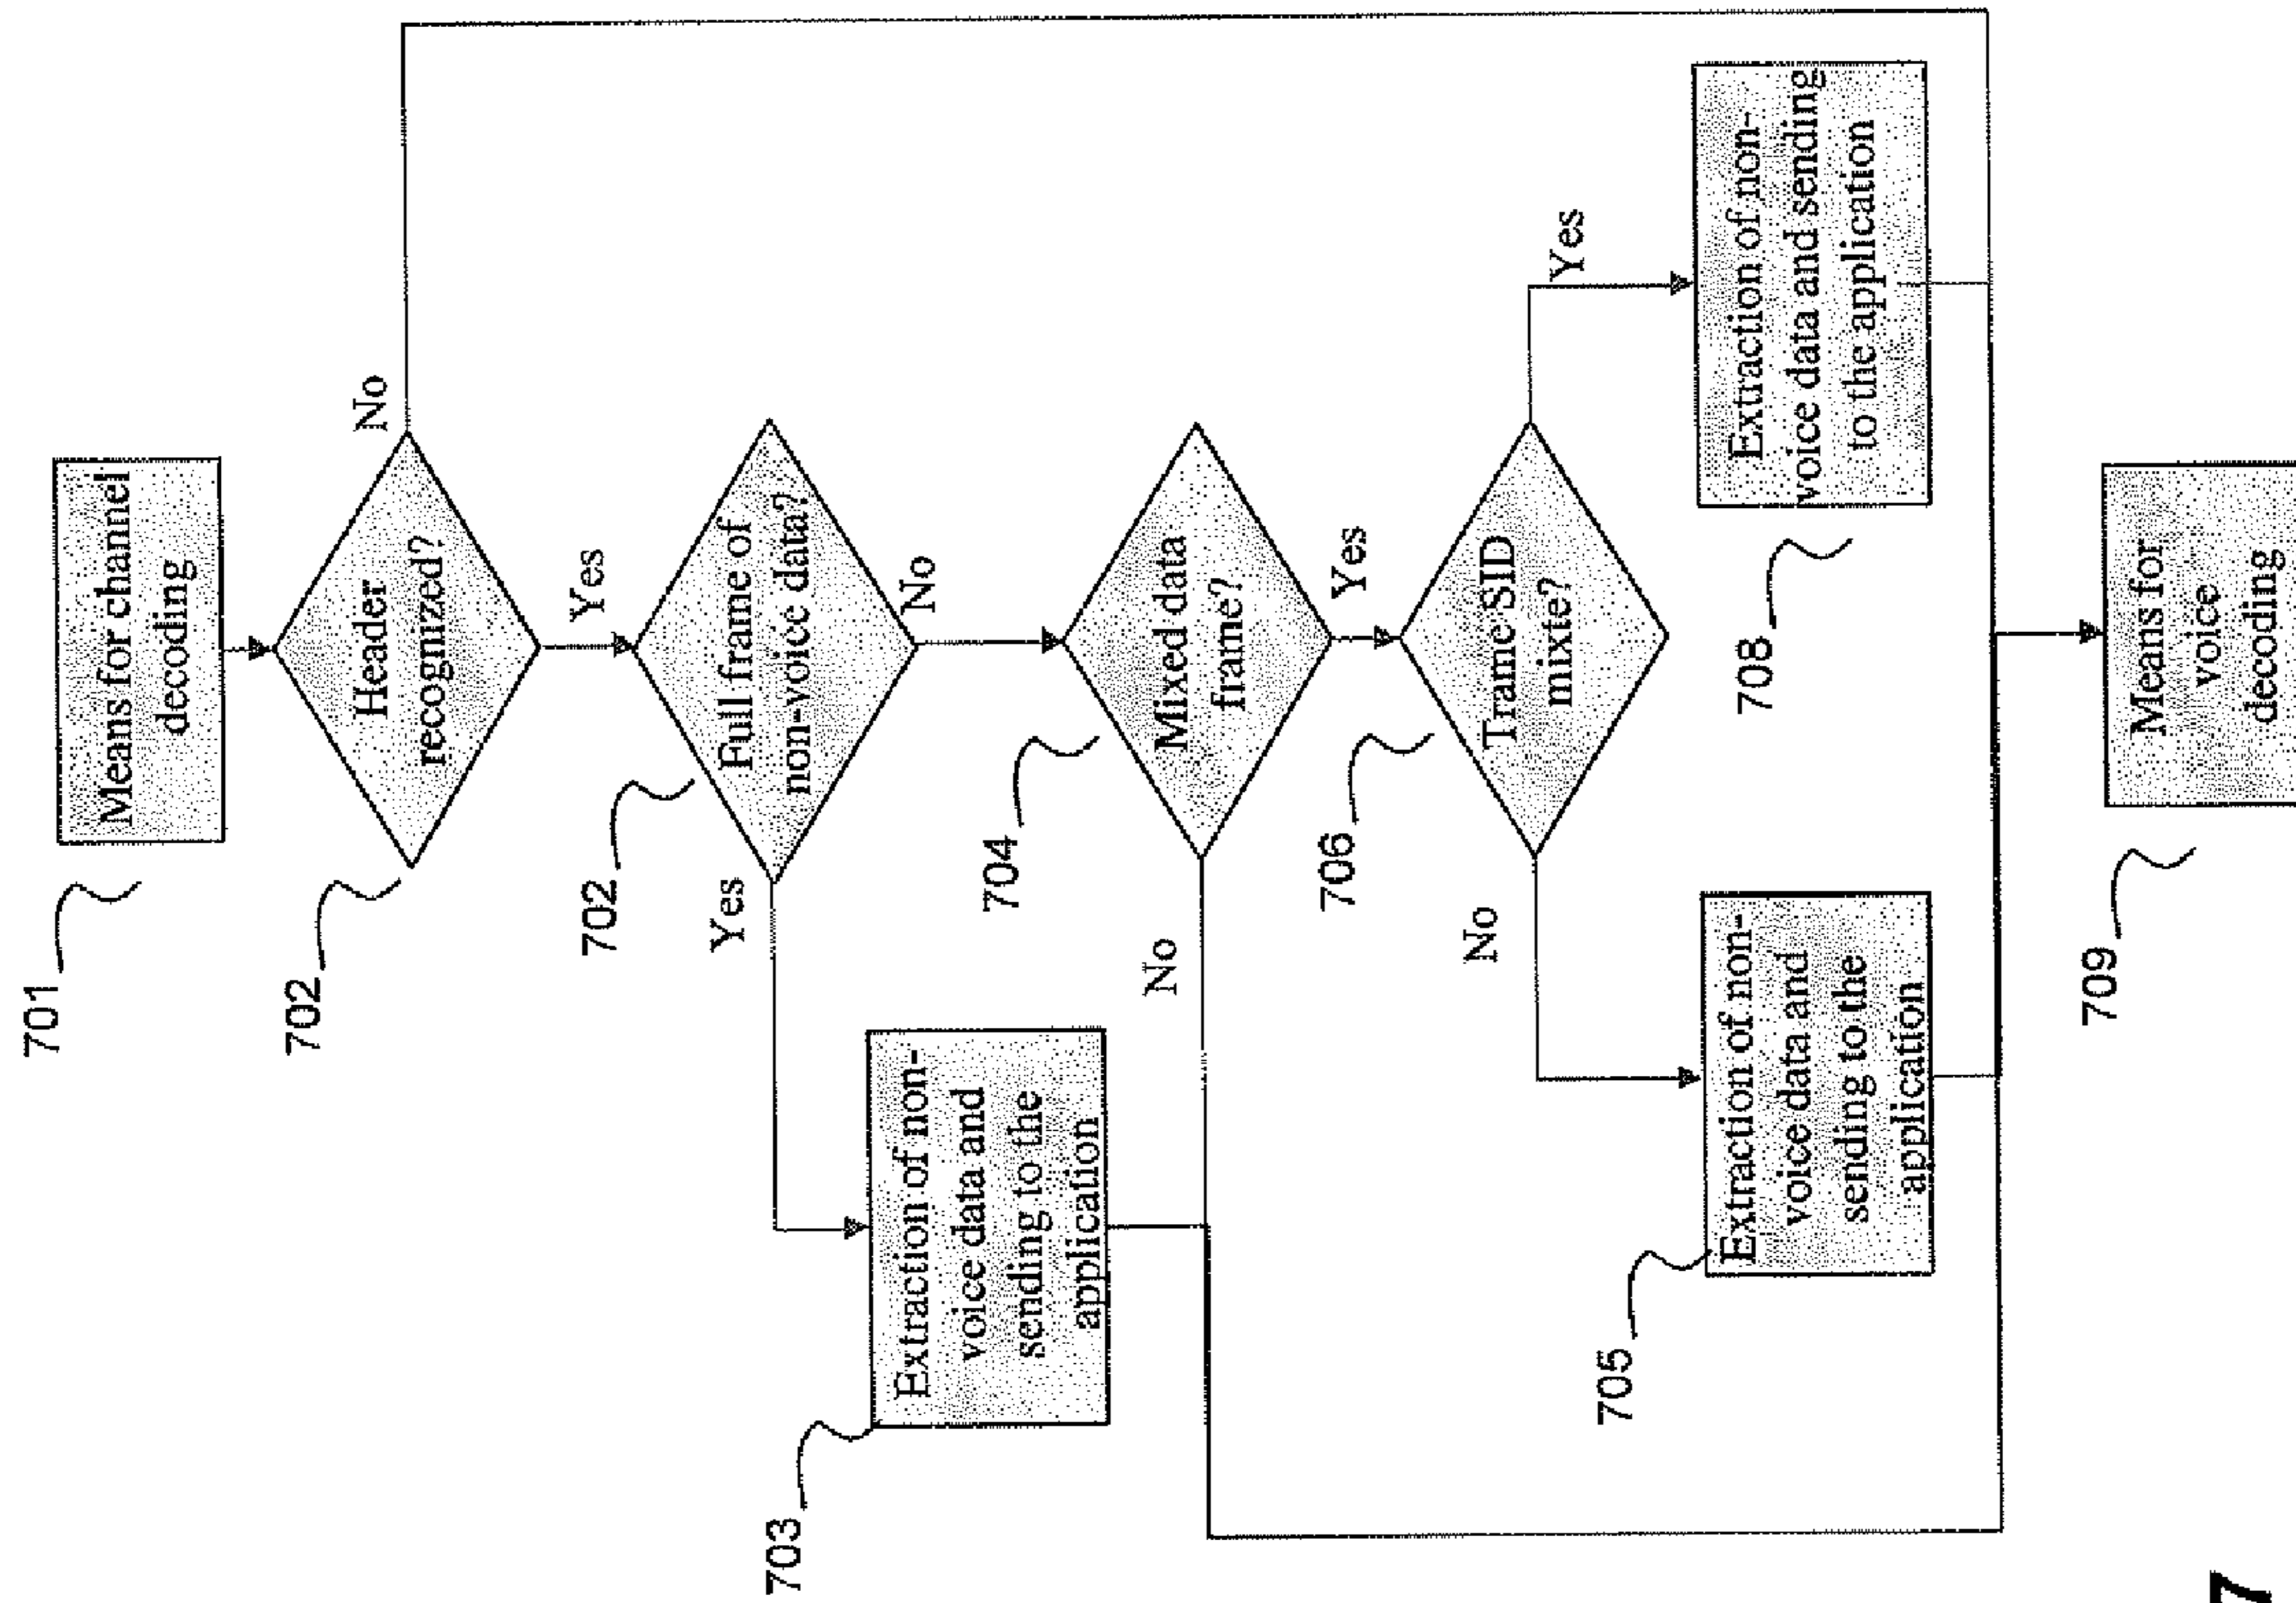 701
Means for channel
decoding
702
Header
recognized?
No
Yes
702
Full frame of
non-voice data?
Yes
No
703
Extraction of non-
voice data and
sending to the
application
704
Mixed data
frame?
No
Yes
706
Trame SID
mixte?
No
Yes
705
Extraction of non-
voice data and
sending to the
application
708
Extraction of non-
voice data and sending
to the application
709
Means for
voice
decoding
7